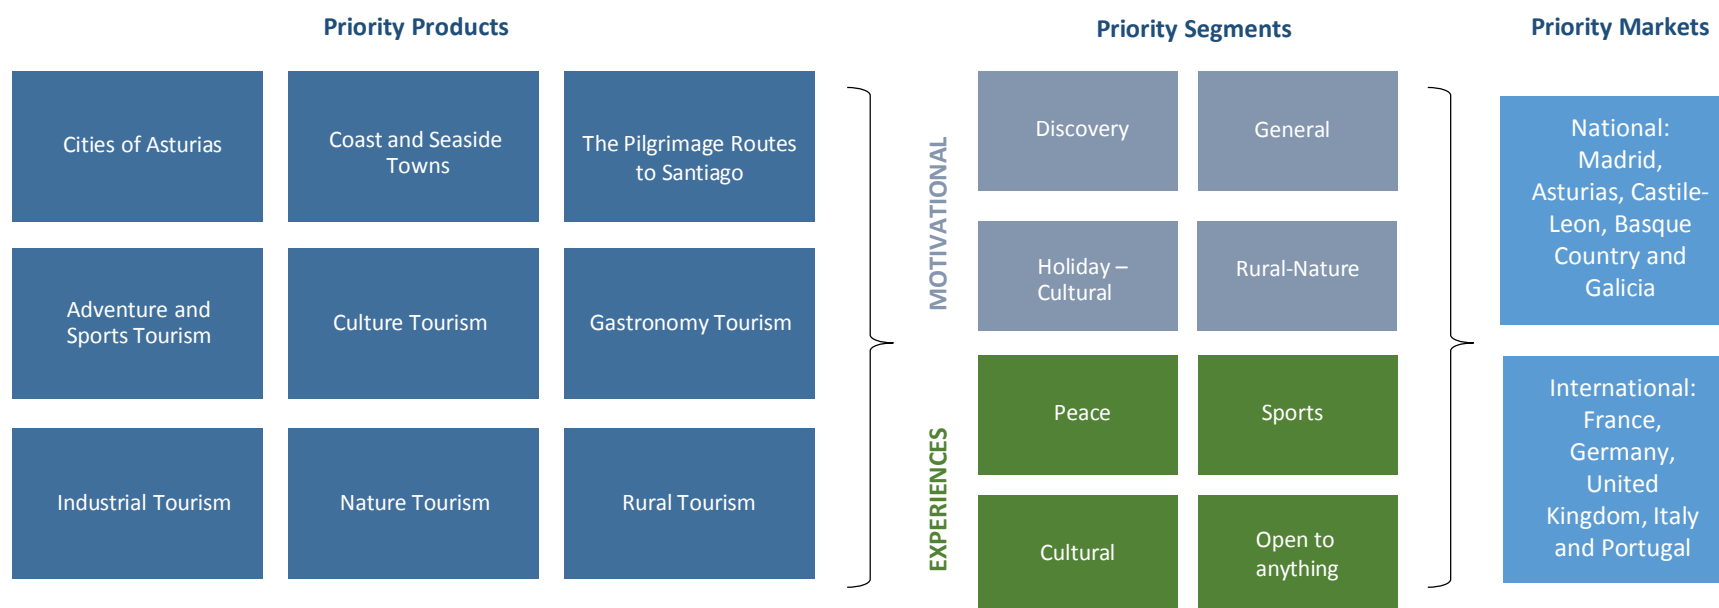 Priority Products
Priority Segments
Priority Markets
Cities of Asturias
Coast and Seaside
Towns
The Pilgrimage Routes
to Santiago
Adventure and
Sports Tourism
Culture Tourism
Gastronomy Tourism
Industrial Tourism
Nature Tourism
Rural Tourism
MOTIVATIONAL
Discovery
General
Holiday –
Cultural
Rural-Nature
EXPERIENCES
Peace
Sports
Cultural
Open to
anything
National:
Madrid,
Asturias, Castile-
Leon, Basque
Country and
Galicia
International:
France,
Germany,
United
Kingdom, Italy
and Portugal